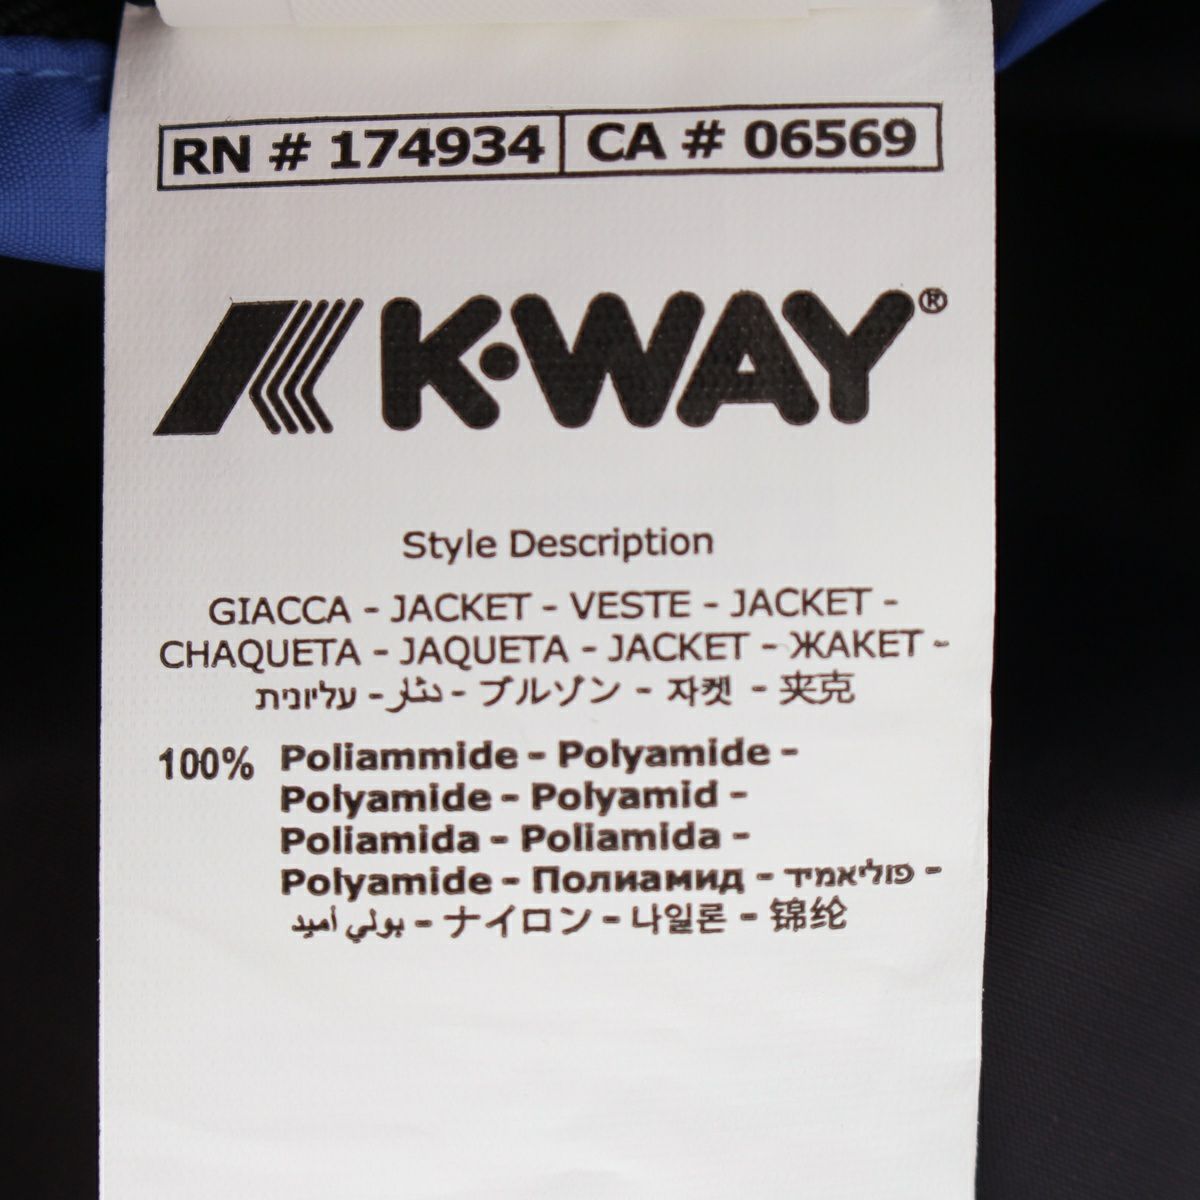 RN # 174934 CA # 06569
K·WAY®
Style Description
GIACCA - JACKET - VESTE - JACKET -
CHAQUETA - JAQUETA - JACKET - ЖАКЕТ -
עליונית - دثار - ブルゾン - 자켓 - 夹克
100% Poliammide - Polyamide -
Polyamide - Polyamid -
Poliamida - Poliamida -
Polyamide - Полиамид - פוליאמיד -
بولي أميد - ナイロン - 나일론 - 锦纶